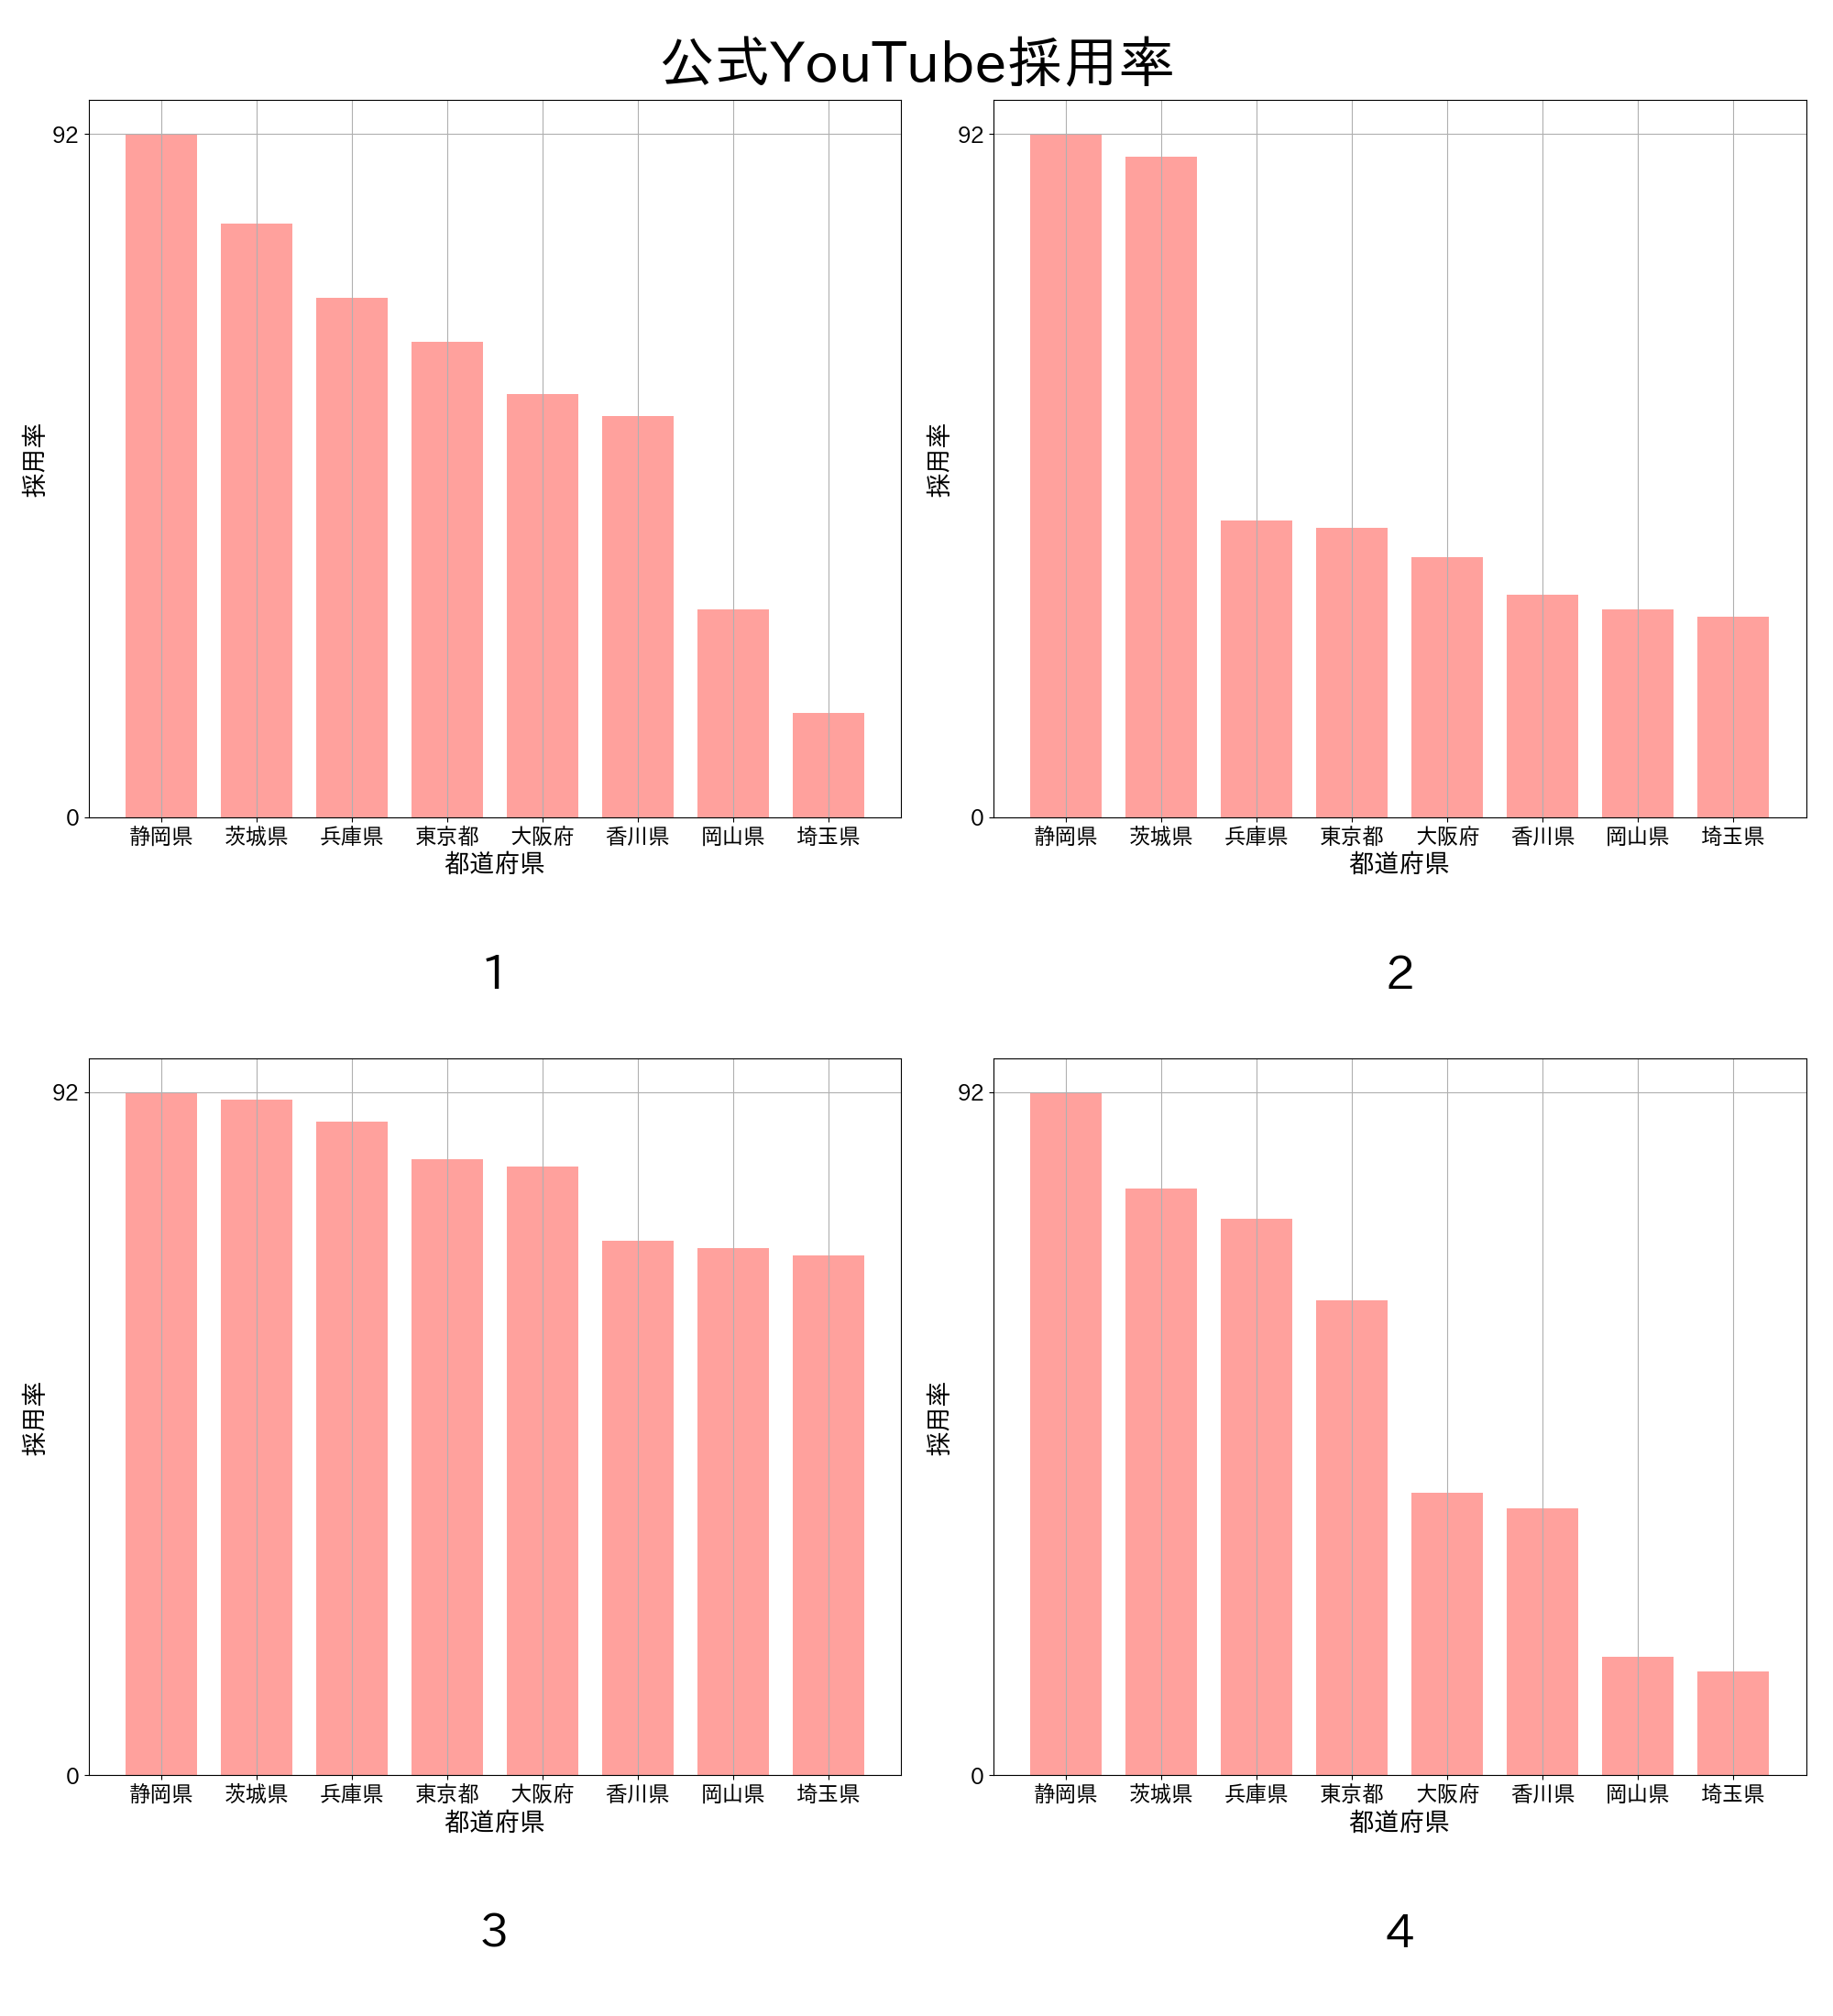 公式YouTube採用率
92
0
採用率
静岡県 茨城県 兵庫県 東京都 大阪府 香川県 岡山県 埼玉県
都道府県
1
92
0
採用率
静岡県 茨城県 兵庫県 東京都 大阪府 香川県 岡山県 埼玉県
都道府県
2
92
0
採用率
静岡県 茨城県 兵庫県 東京都 大阪府 香川県 岡山県 埼玉県
都道府県
3
92
0
採用率
静岡県 茨城県 兵庫県 東京都 大阪府 香川県 岡山県 埼玉県
都道府県
4